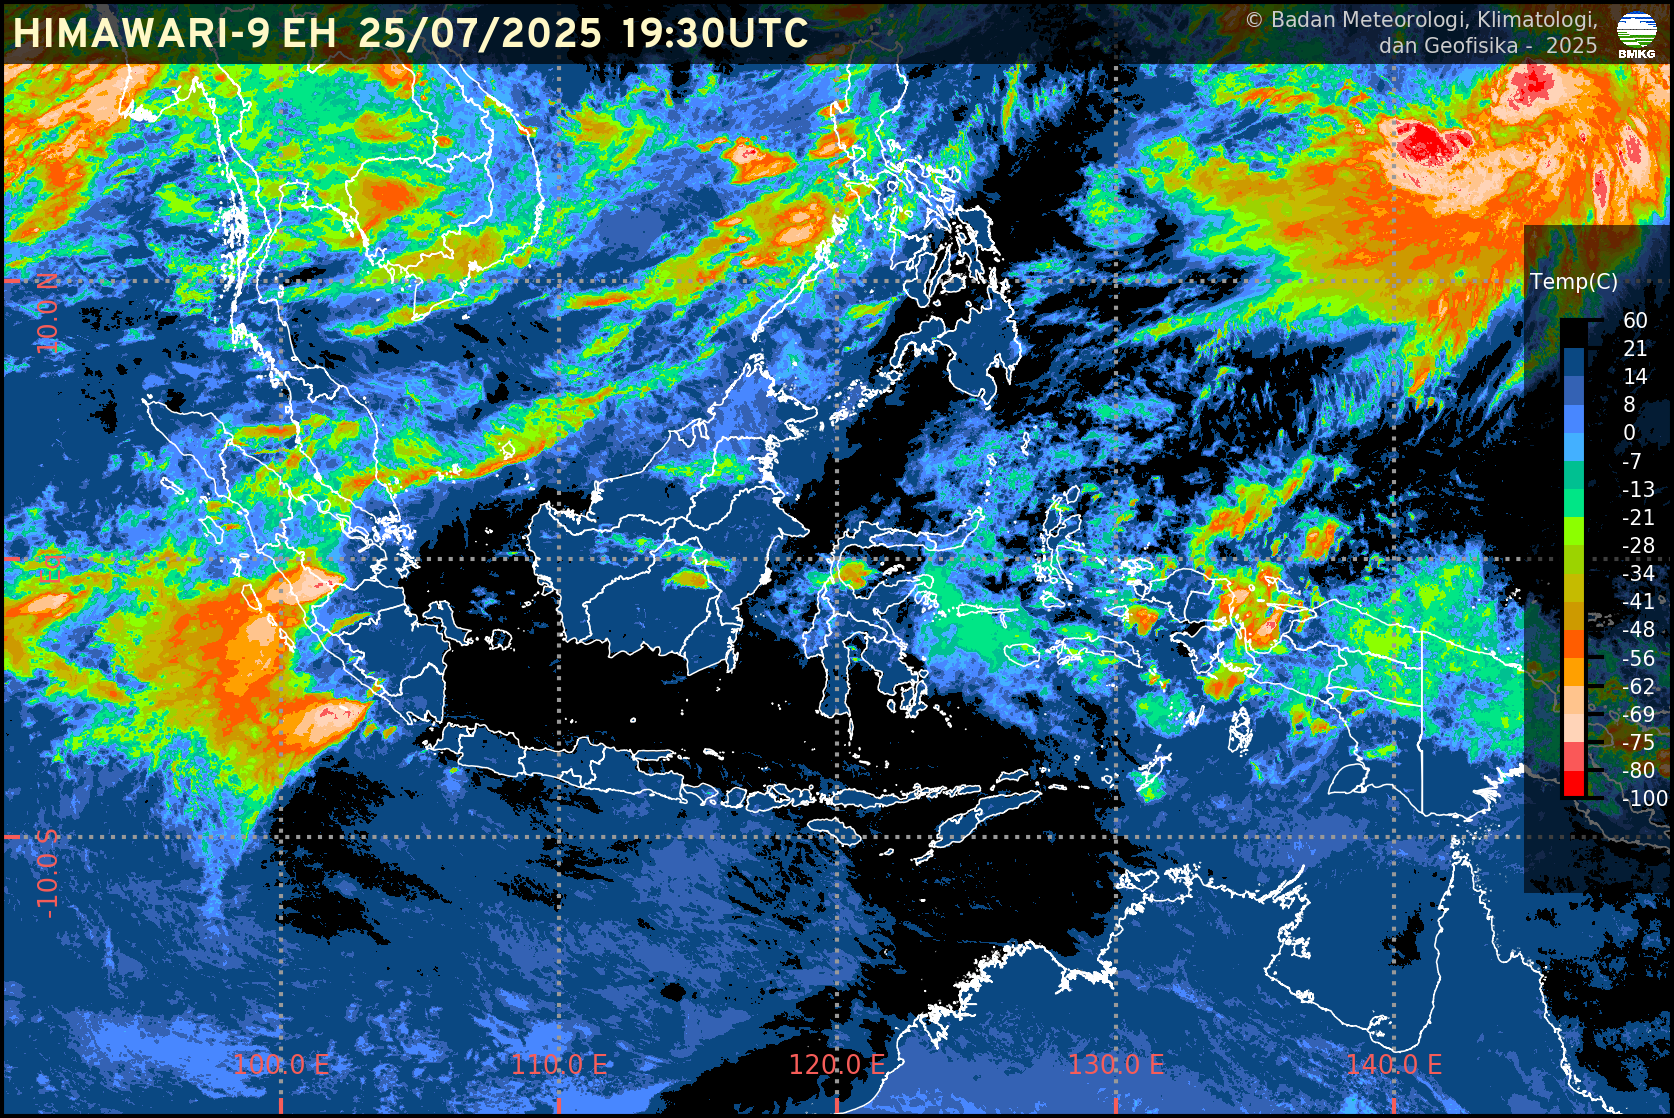 HIMAWARI-9 EH 25/07/2025 19:30UTC
© Badan Meteorologi, Klimatologi,
dan Geofisika - 2025
BMKG
Temp(C)
60
21
14
8
0
-7
-13
-21
-28
-34
-41
-48
-56
-62
-69
-75
-80
-100
10.0 N
EQ
-10.0 S
100.0 E
110.0 E
120.0 E
130.0 E
140.0 E